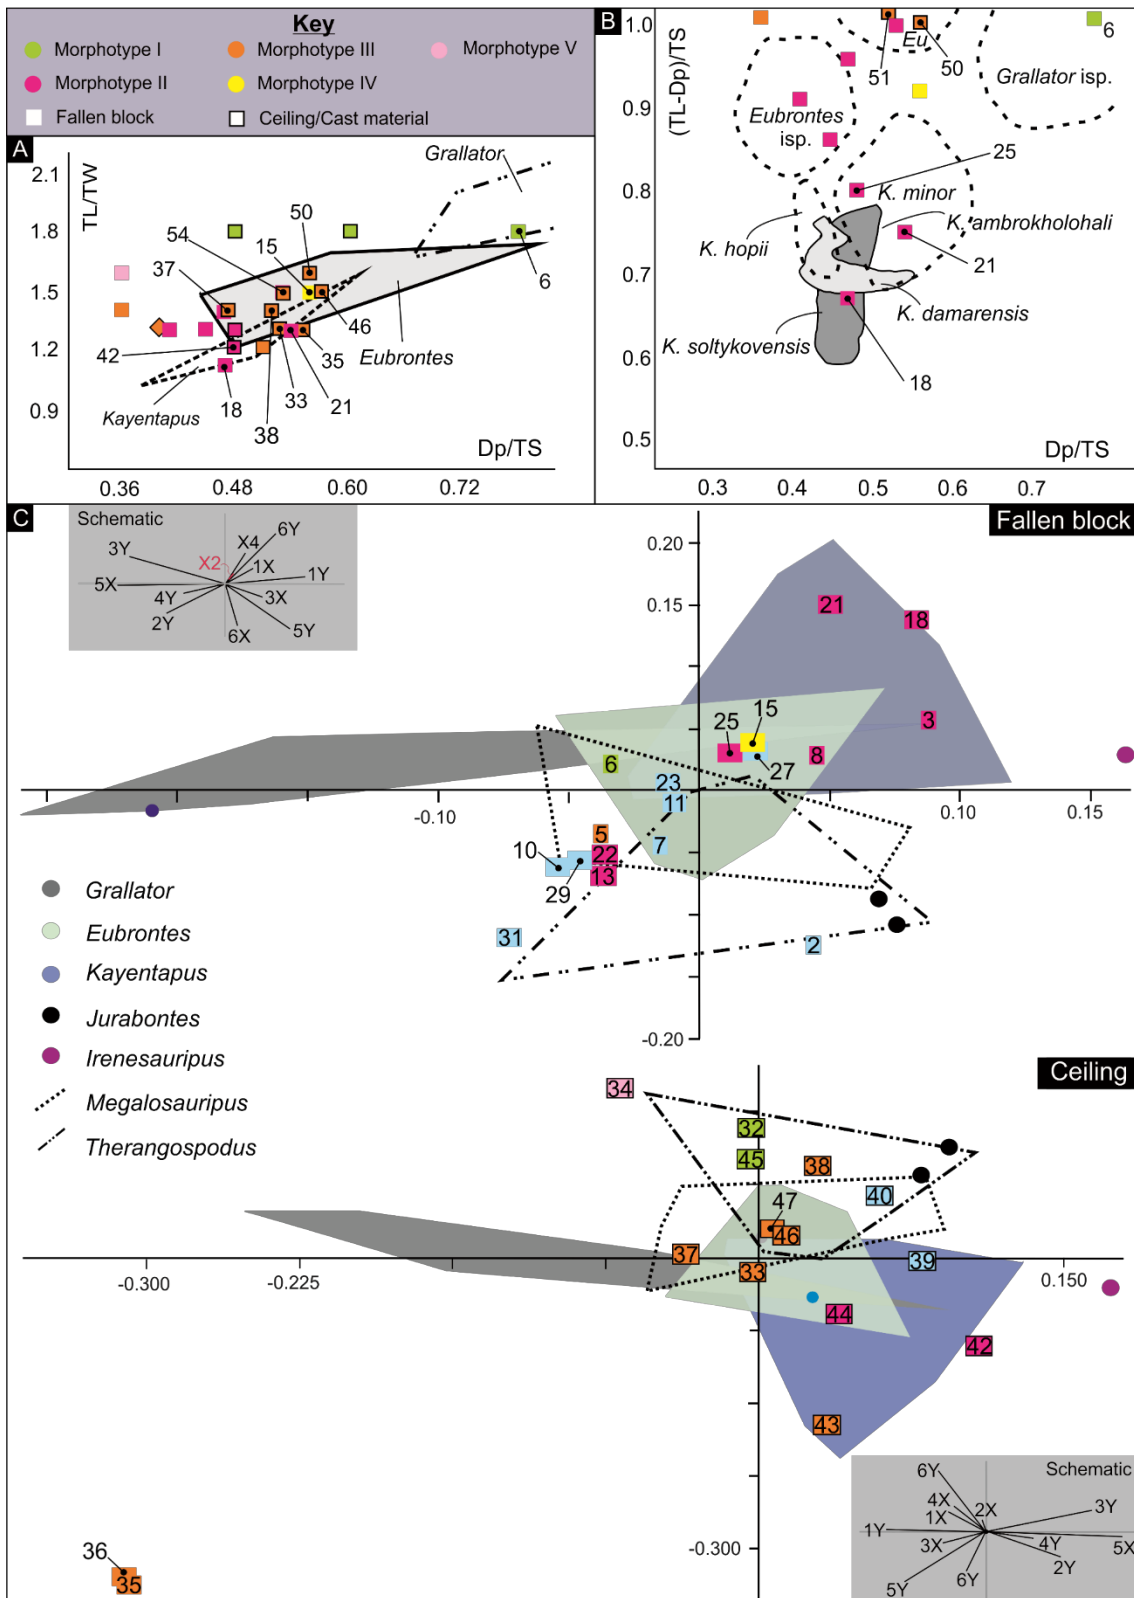 Key
Morphotype I
Morphotype III
Morphotype V
Morphotype II
Morphotype IV
Fallen block
Ceiling/Cast material
A
TL/TW
2.1
1.8
1.5
1.2
0.9
Grallator
50
54
15
37
6
46
42
35
Eubrontes
Kayentapus
18
33
21
38
Dp/TS
0.36
0.48
0.60
0.72
B
(TL-Dp)/TS
1.0
0.9
0.8
0.7
0.6
0.5
Eu
6
51
50
Grallator isp.
Eubrontes
isp.
25
K. minor
K. hopii
K. ambrokholohali
21
K. damarensis
K. soltykovensis
18
Dp/TS
0.3
0.4
0.5
0.6
0.7
C
Schematic
6Y
3Y
X4
X2
1X
5X
1Y
4Y
3X
2Y
6X
5Y
Fallen block
0.20
0.15
21
18
3
15
25
8
6
27
23
11
-0.10
0.10
0.15
5
7
10
22
13
29
31
2
-0.20
Grallator
Eubrontes
Kayentapus
Jurabontes
Irenesauripus
Megalosauripus
Therangospodus
Ceiling
34
32
45
38
40
47
46
37
39
33
-0.300
-0.225
0.150
44
42
43
-0.300
36
35
Schematic
6Y
4X
2X
3Y
1X
1Y
3X
4Y
5X
2Y
6Y
5Y